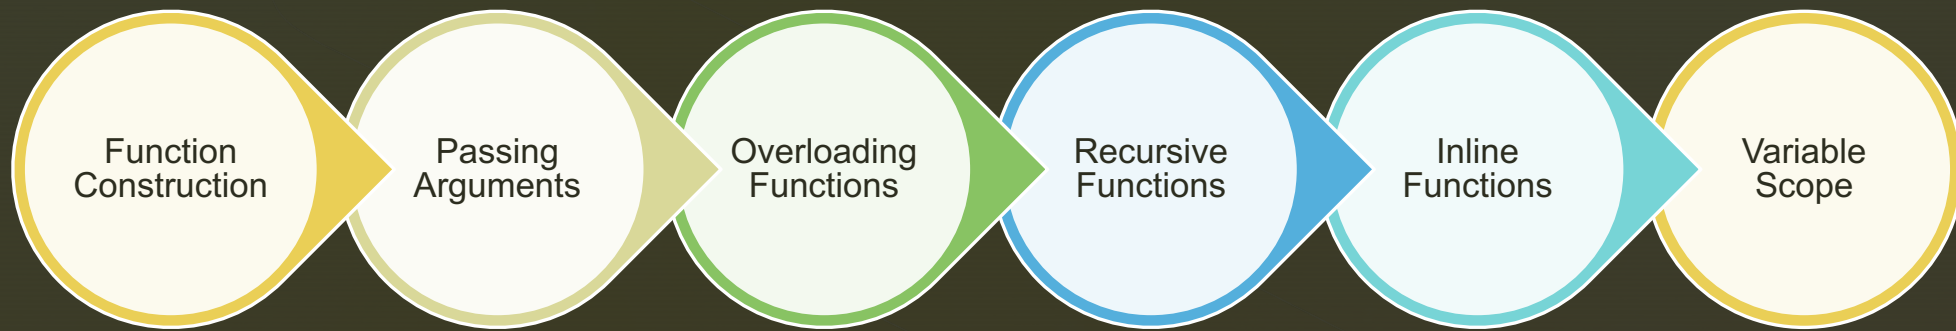 Function
Construction
Passing
Arguments
Overloading
Functions
Recursive
Functions
Inline
Functions
Variable
Scope